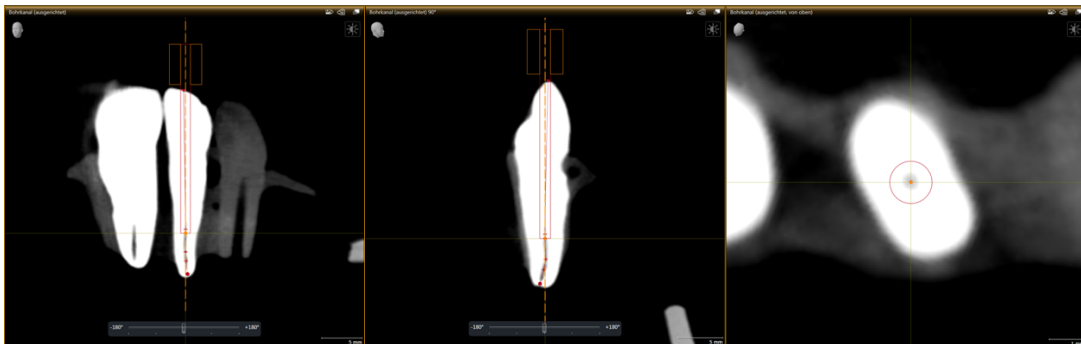 Bohrkanal (ausgerichtet)
-180°
+180°
5 mm
Bohrkanal (ausgerichtet) 90°
-180°
+180°
5 mm
Bohrkanal (ausgerichtet, von oben)